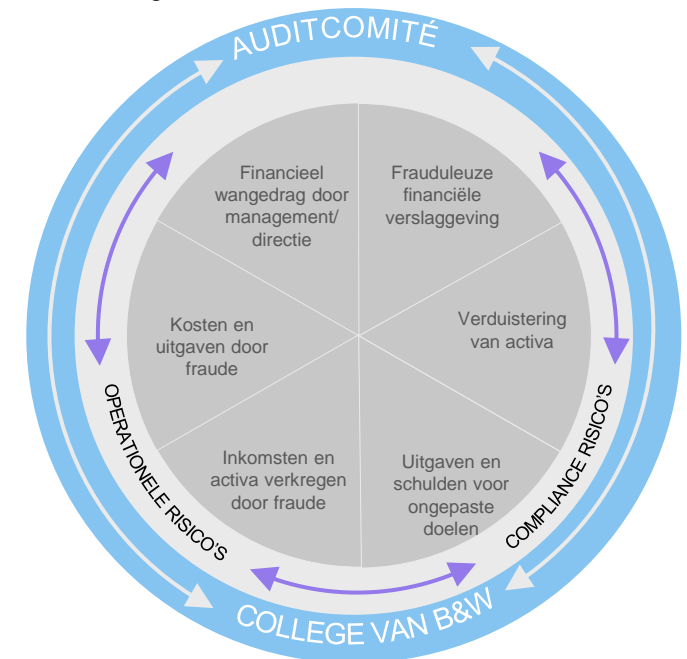 AUDITCOMITÉ
Financieel
wangedrag door
management/
directie
Frauduleuze
financiële
verslaggeving
Kosten en
uitgaven door
fraude
Verduistering
van activa
Inkomsten en
activa verkregen
door fraude
Uitgaven en
schulden voor
ongepaste
doelen
OPERATIONELE RISICO'S
COMPLIANCE RISICO'S
COLLEGE VAN B&W